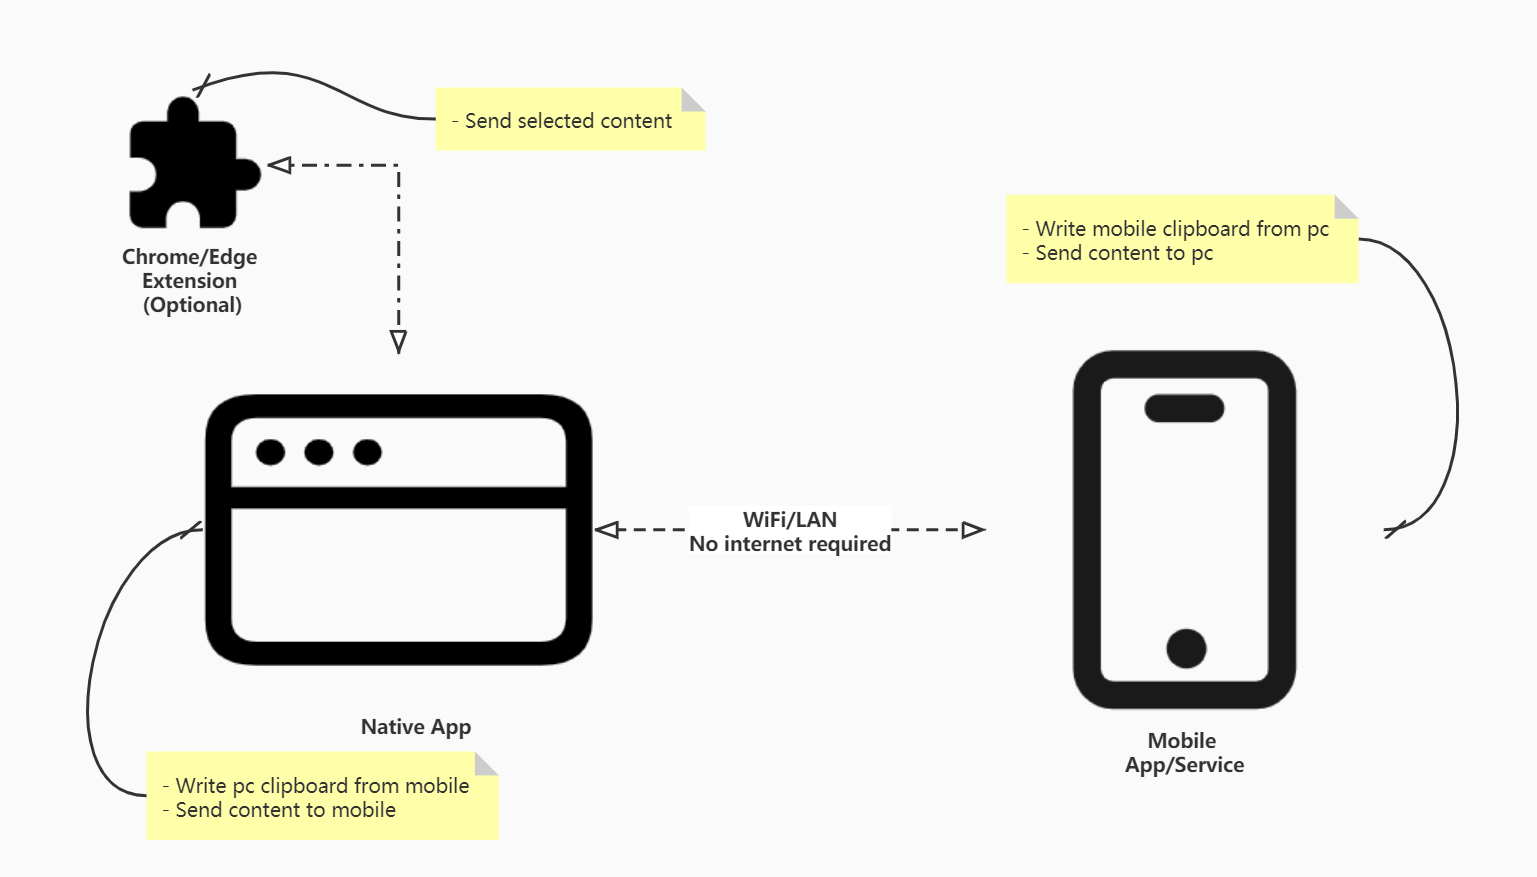 - Send selected content
Chrome/Edge
Extension
(Optional)
- Write mobile clipboard from pc
- Send content to pc
WiFi/LAN
No internet required
Native App
- Write pc clipboard from mobile
- Send content to mobile
Mobile
App/Service